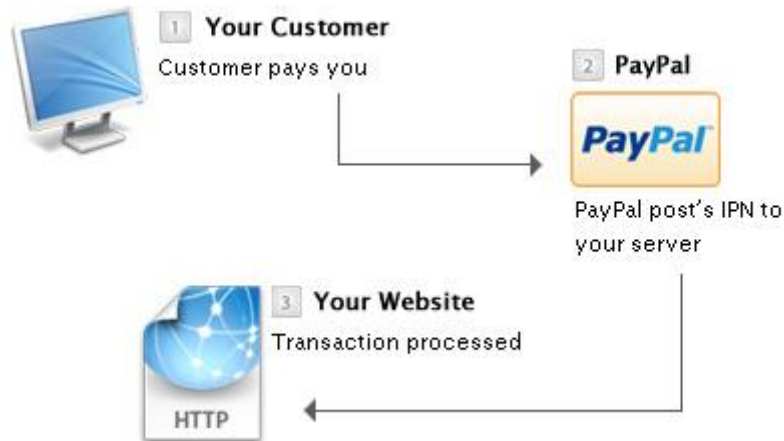 1 Your Customer
Customer pays you
2 PayPal
PayPal™
PayPal post's IPN to
your server
3 Your Website
Transaction processed
HTTP